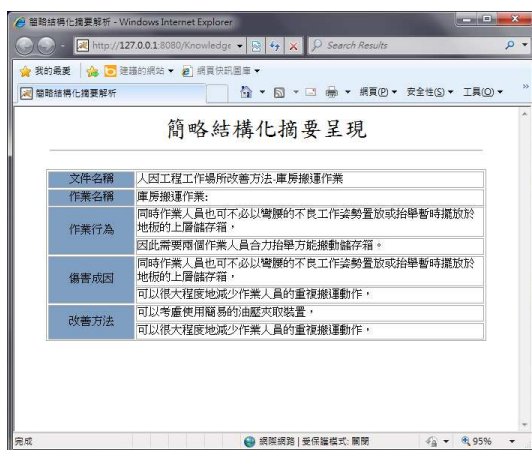 簡略結構化摘要解析 - Windows Internet Explorer
http://127.0.0.1:8080/Knowledge
Search Results
我的最愛
建議的網站
網頁快訊圖庫
簡略結構化摘要解析
網頁(P)
安全性(S)
工具(O)
簡略結構化摘要呈現
文件名稱
人因工程工作場所改善方法-庫房搬運作業
作業名稱
庫房搬運作業:
作業行為
同時作業人員也可不必以彎腰的不良工作姿勢置放或抬舉暫時擺放於
地板的上層儲存箱，
因此需要兩個作業人員合力抬舉方能搬動儲存箱。
傷害成因
同時作業人員也可不必以彎腰的不良工作姿勢置放或抬舉暫時擺放於
地板的上層儲存箱，
可以很大程度地減少作業人員的重複搬運動作，
改善方法
可以考慮使用簡易的油壓夾取裝置，
可以很大程度地減少作業人員的重複搬運動作，
完成
網際網路 | 受保護模式: 關閉
95%